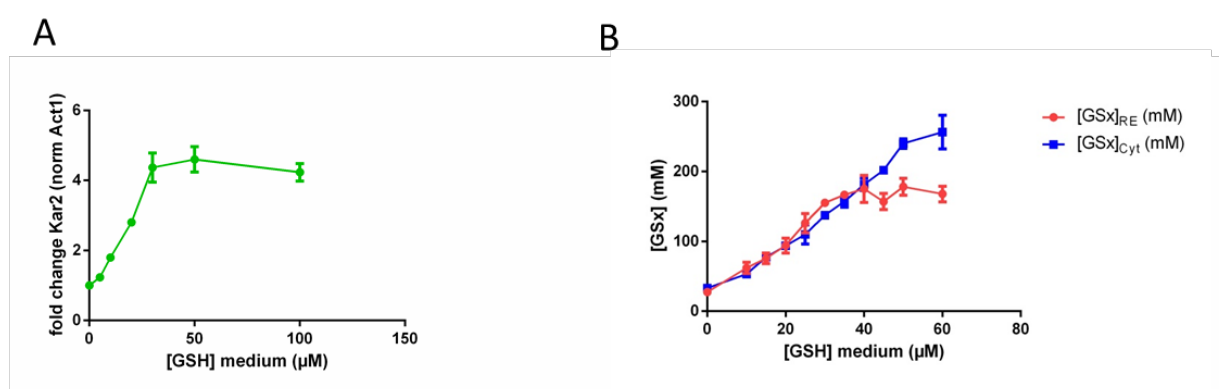 A
B
fold change Kar2 (norm Act1)
6
4
2
0
0
50
100
150
[GSH] medium (µM)
[GSx] (mM)
300
200
100
0
0
20
40
60
80
[GSH] medium (µM)
[GSx]RE (mM)
[GSx]Cyt (mM)